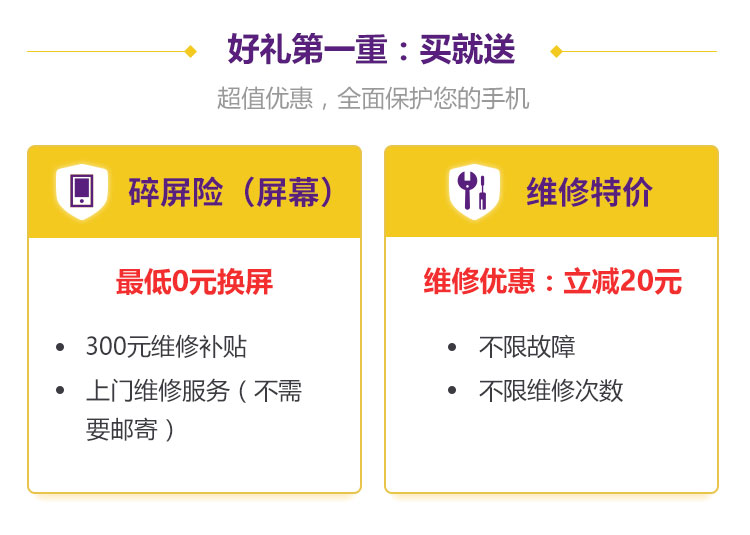 好礼第一重：买就送
超值优惠，全面保护您的手机
碎屏险（屏幕）
最低0元换屏
300元维修补贴
上门维修服务（不需
要邮寄）
维修特价
维修优惠：立减20元
不限故障
不限维修次数